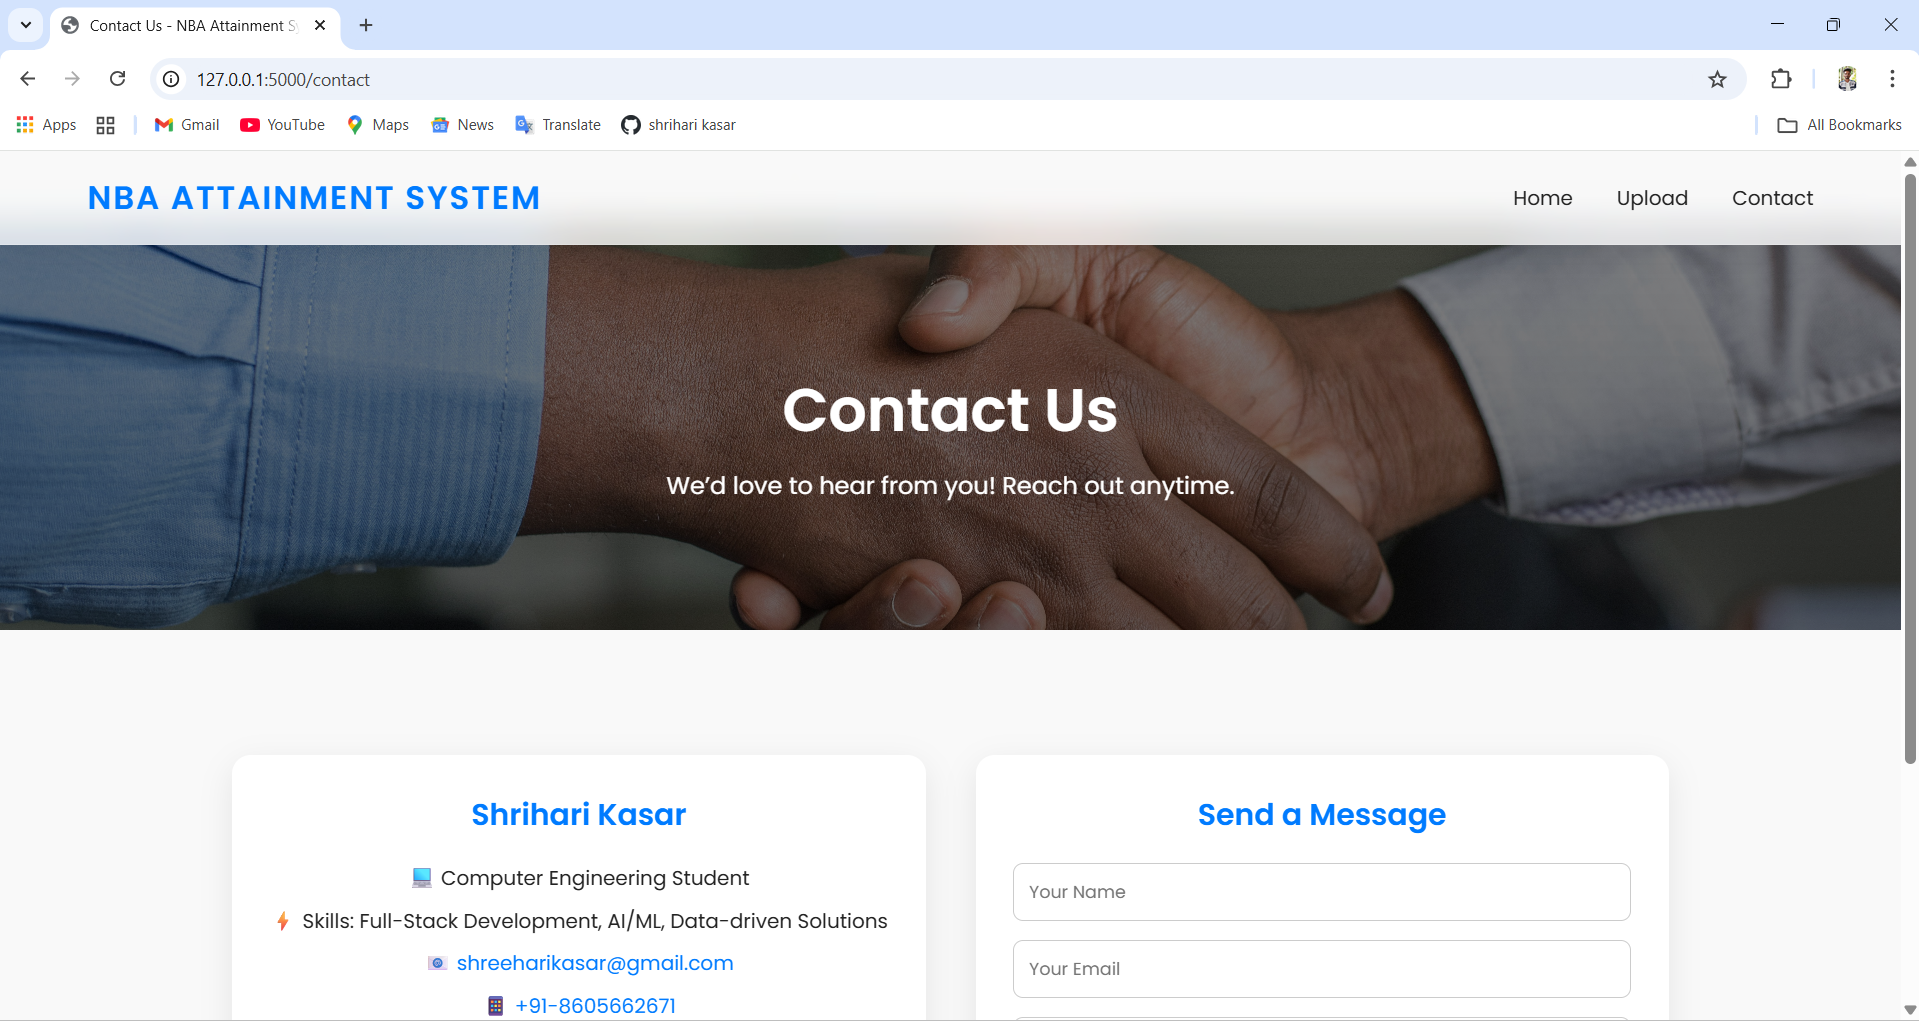 Contact Us - NBA Attainment S
127.0.0.1:5000/contact
Apps Gmail YouTube Maps News Translate shrihari kasar All Bookmarks
NBA ATTAINMENT SYSTEM Home Upload Contact
Contact Us
We’d love to hear from you! Reach out anytime.
Shrihari Kasar
Computer Engineering Student
Skills: Full-Stack Development, AI/ML, Data-driven Solutions
shreeharikasar@gmail.com
+91-8605662671
Send a Message
Your Name
Your Email